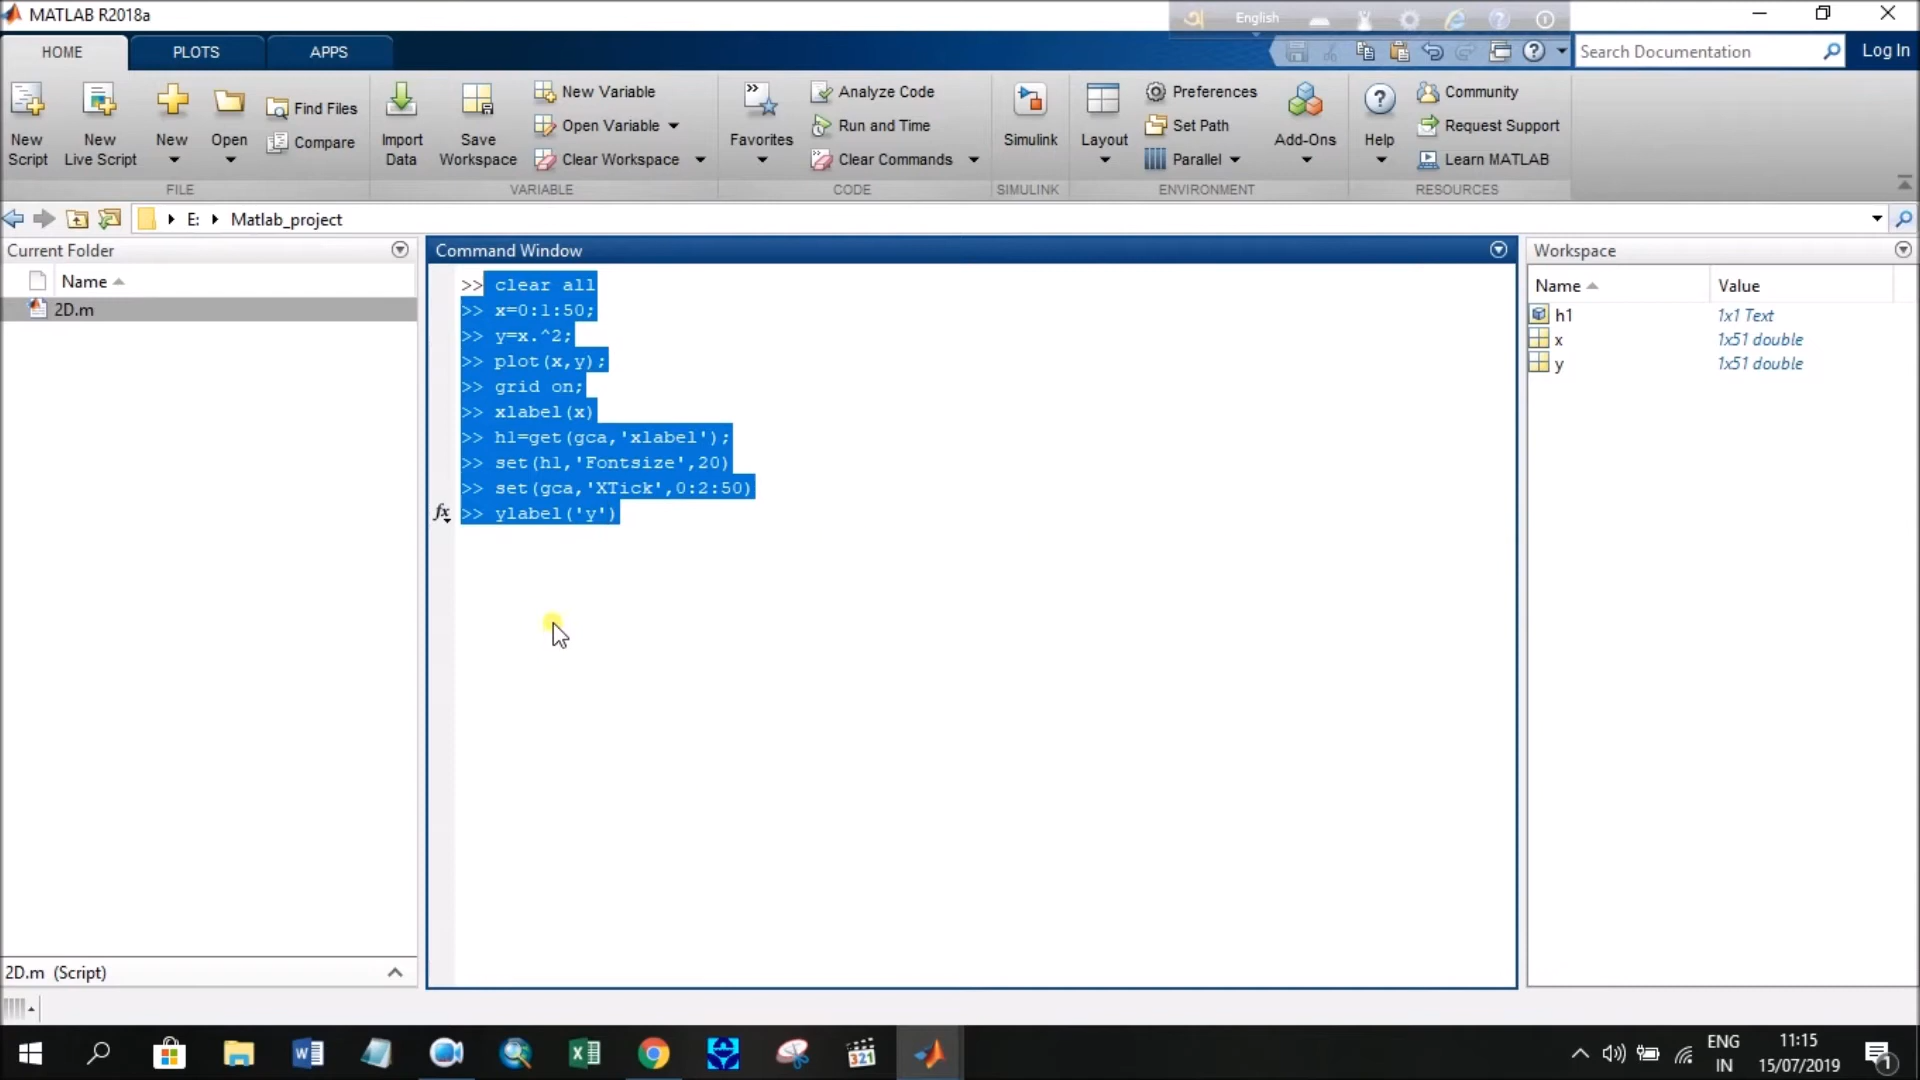 MATLAB R2018a
English
HOME
PLOTS
APPS
Search Documentation
Log In
New Script
New Live Script
New
Open
Find Files
Compare
Import Data
Save Workspace
New Variable
Open Variable
Clear Workspace
Favorites
Analyze Code
Run and Time
Clear Commands
Simulink
Layout
Preferences
Set Path
Parallel
Add-Ons
Help
Community
Request Support
Learn MATLAB
FILE
VARIABLE
CODE
SIMULINK
ENVIRONMENT
RESOURCES
E:
Matlab_project
Current Folder
Name
2D.m
Command Window
>> clear all
>> x=0:1:50;
>> y=x.^2;
>> plot(x,y);
>> grid on;
>> xlabel(x)
>> h1=get(gca,'xlabel');
>> set(h1,'Fontsize',20)
>> set(gca,'XTick',0:2:50)
fx >> ylabel('y')
Workspace
Name Value
h1 1x1 Text
x 1x51 double
y 1x51 double
2D.m (Script)
321
ENG
IN
11:15
15/07/2019
1